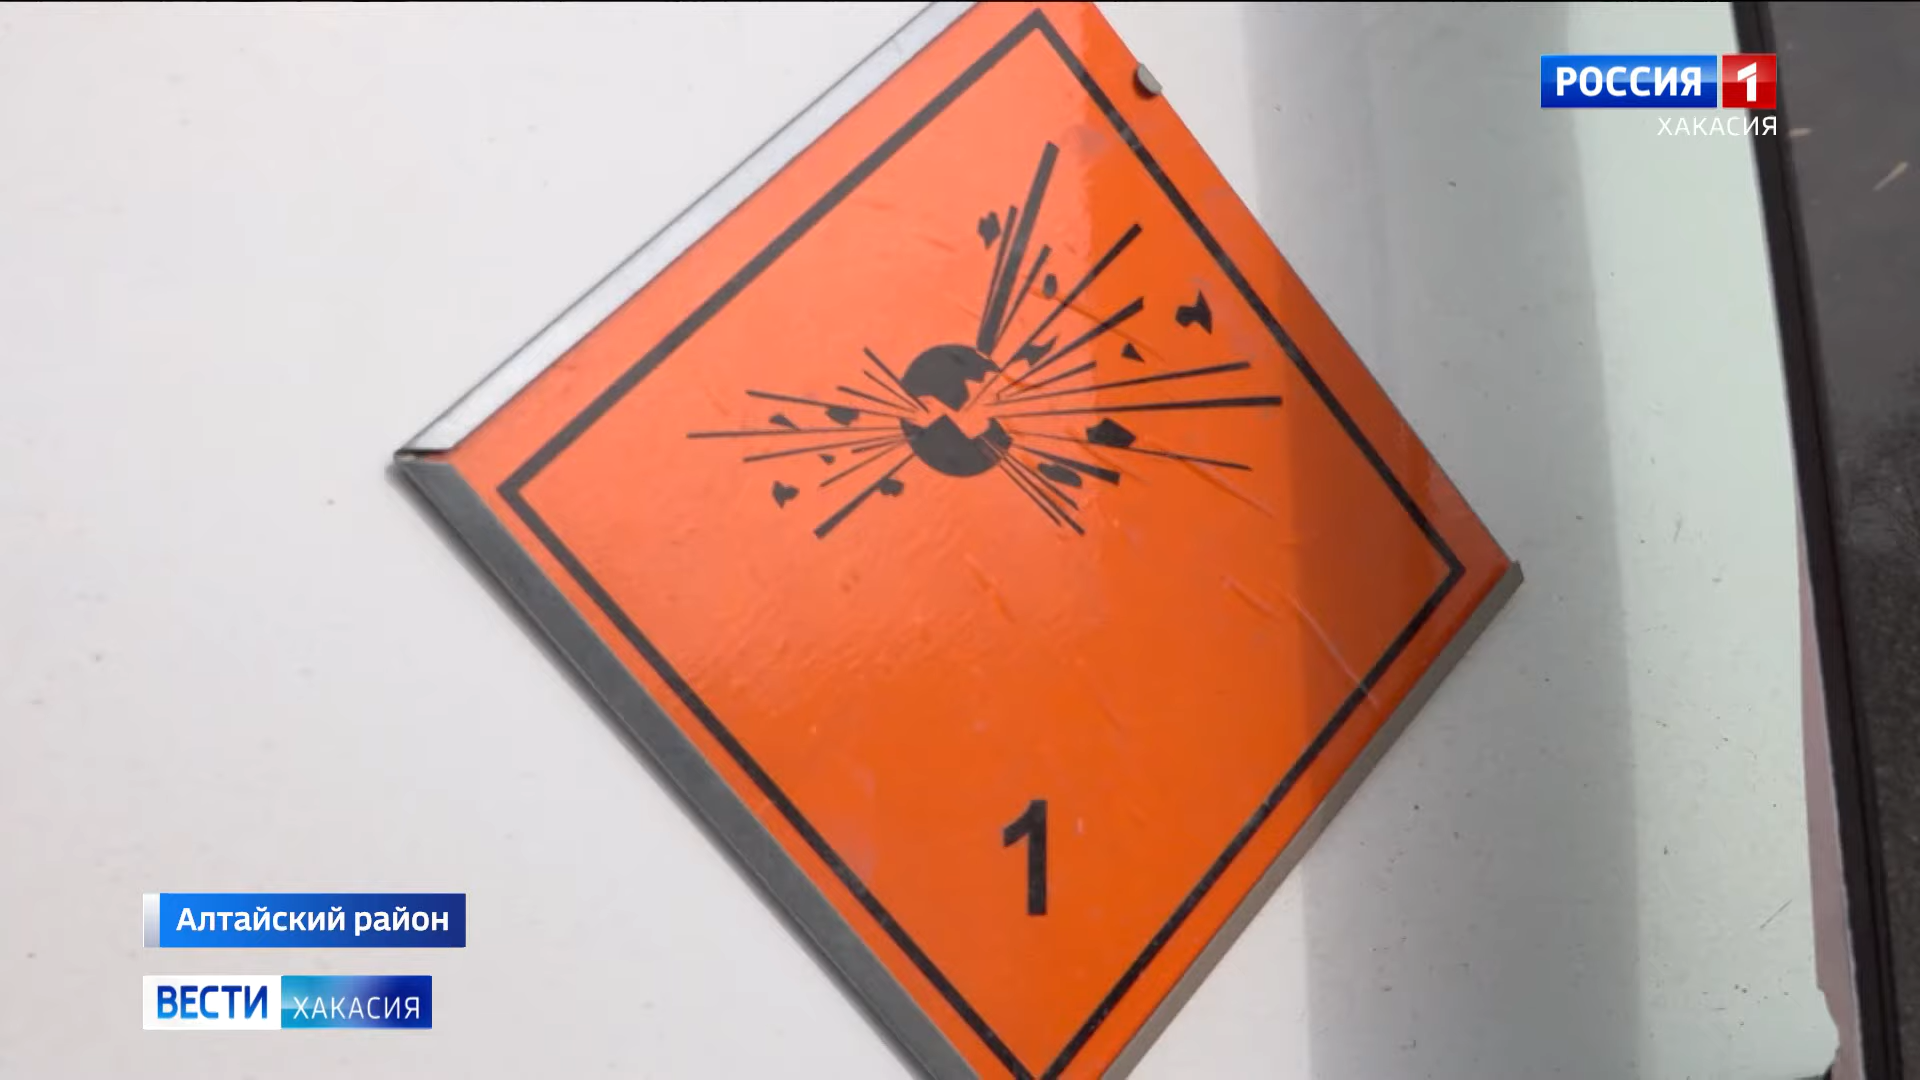 РОССИЯ 1
ХАКАСИЯ
1
Алтайский район
ВЕСТИ ХАКАСИЯ